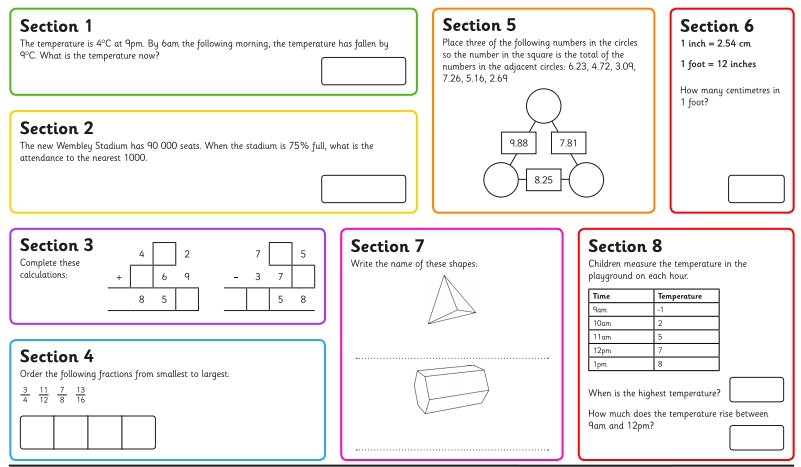 Section 1
The temperature is 4°C at 9pm. By 6am the following morning, the temperature has fallen by
9°C. What is the temperature now?
Section 2
The new Wembley Stadium has 90 000 seats. When the stadium is 75% full, what is the
attendance to the nearest 1000.
Section 5
Place three of the following numbers in the circles
so the number in the square is the total of the
numbers in the adjacent circles: 6.23, 4.72, 3.09,
7.26, 5.16, 2.69
9.88 7.81
8.25
Section 6
1 inch = 2.54 cm
1 foot = 12 inches
How many centimetres in
1 foot?
Section 3
Complete these
calculations:
4 2
+ 6 9
8 5
7 5
- 3 7
5 8
Section 4
Order the following fractions from smallest to largest:
3/4 11/12 7/8 13/16
Section 7
Write the name of these shapes:
Section 8
Children measure the temperature in the
playground on each hour.
Time Temperature
9am -1
10am 2
11am 5
12pm 7
1pm 8
When is the highest temperature?
How much does the temperature rise between
9am and 12pm?